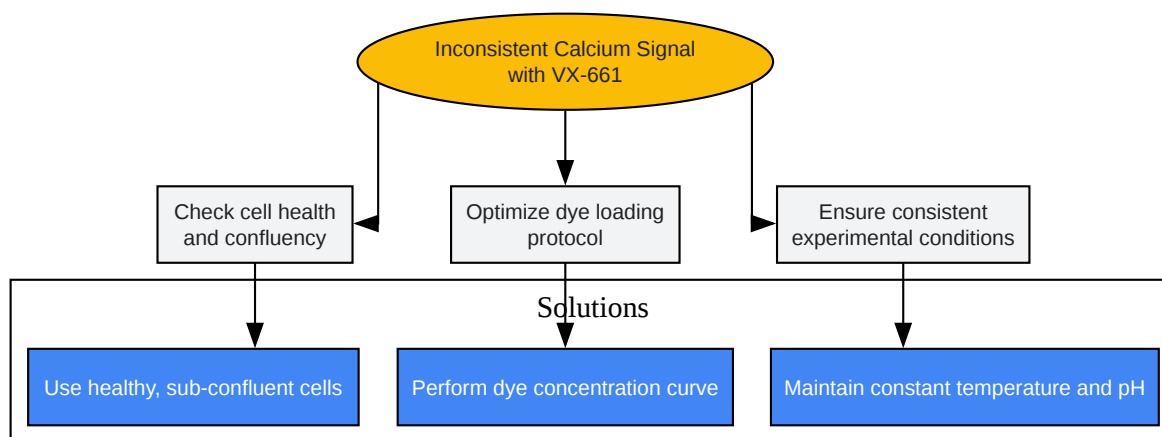 Inconsistent Calcium Signal
with VX-661
Check cell health
and confluency
Optimize dye loading
protocol
Ensure consistent
experimental conditions
Solutions
Use healthy, sub-confluent cells
Perform dye concentration curve
Maintain constant temperature and pH